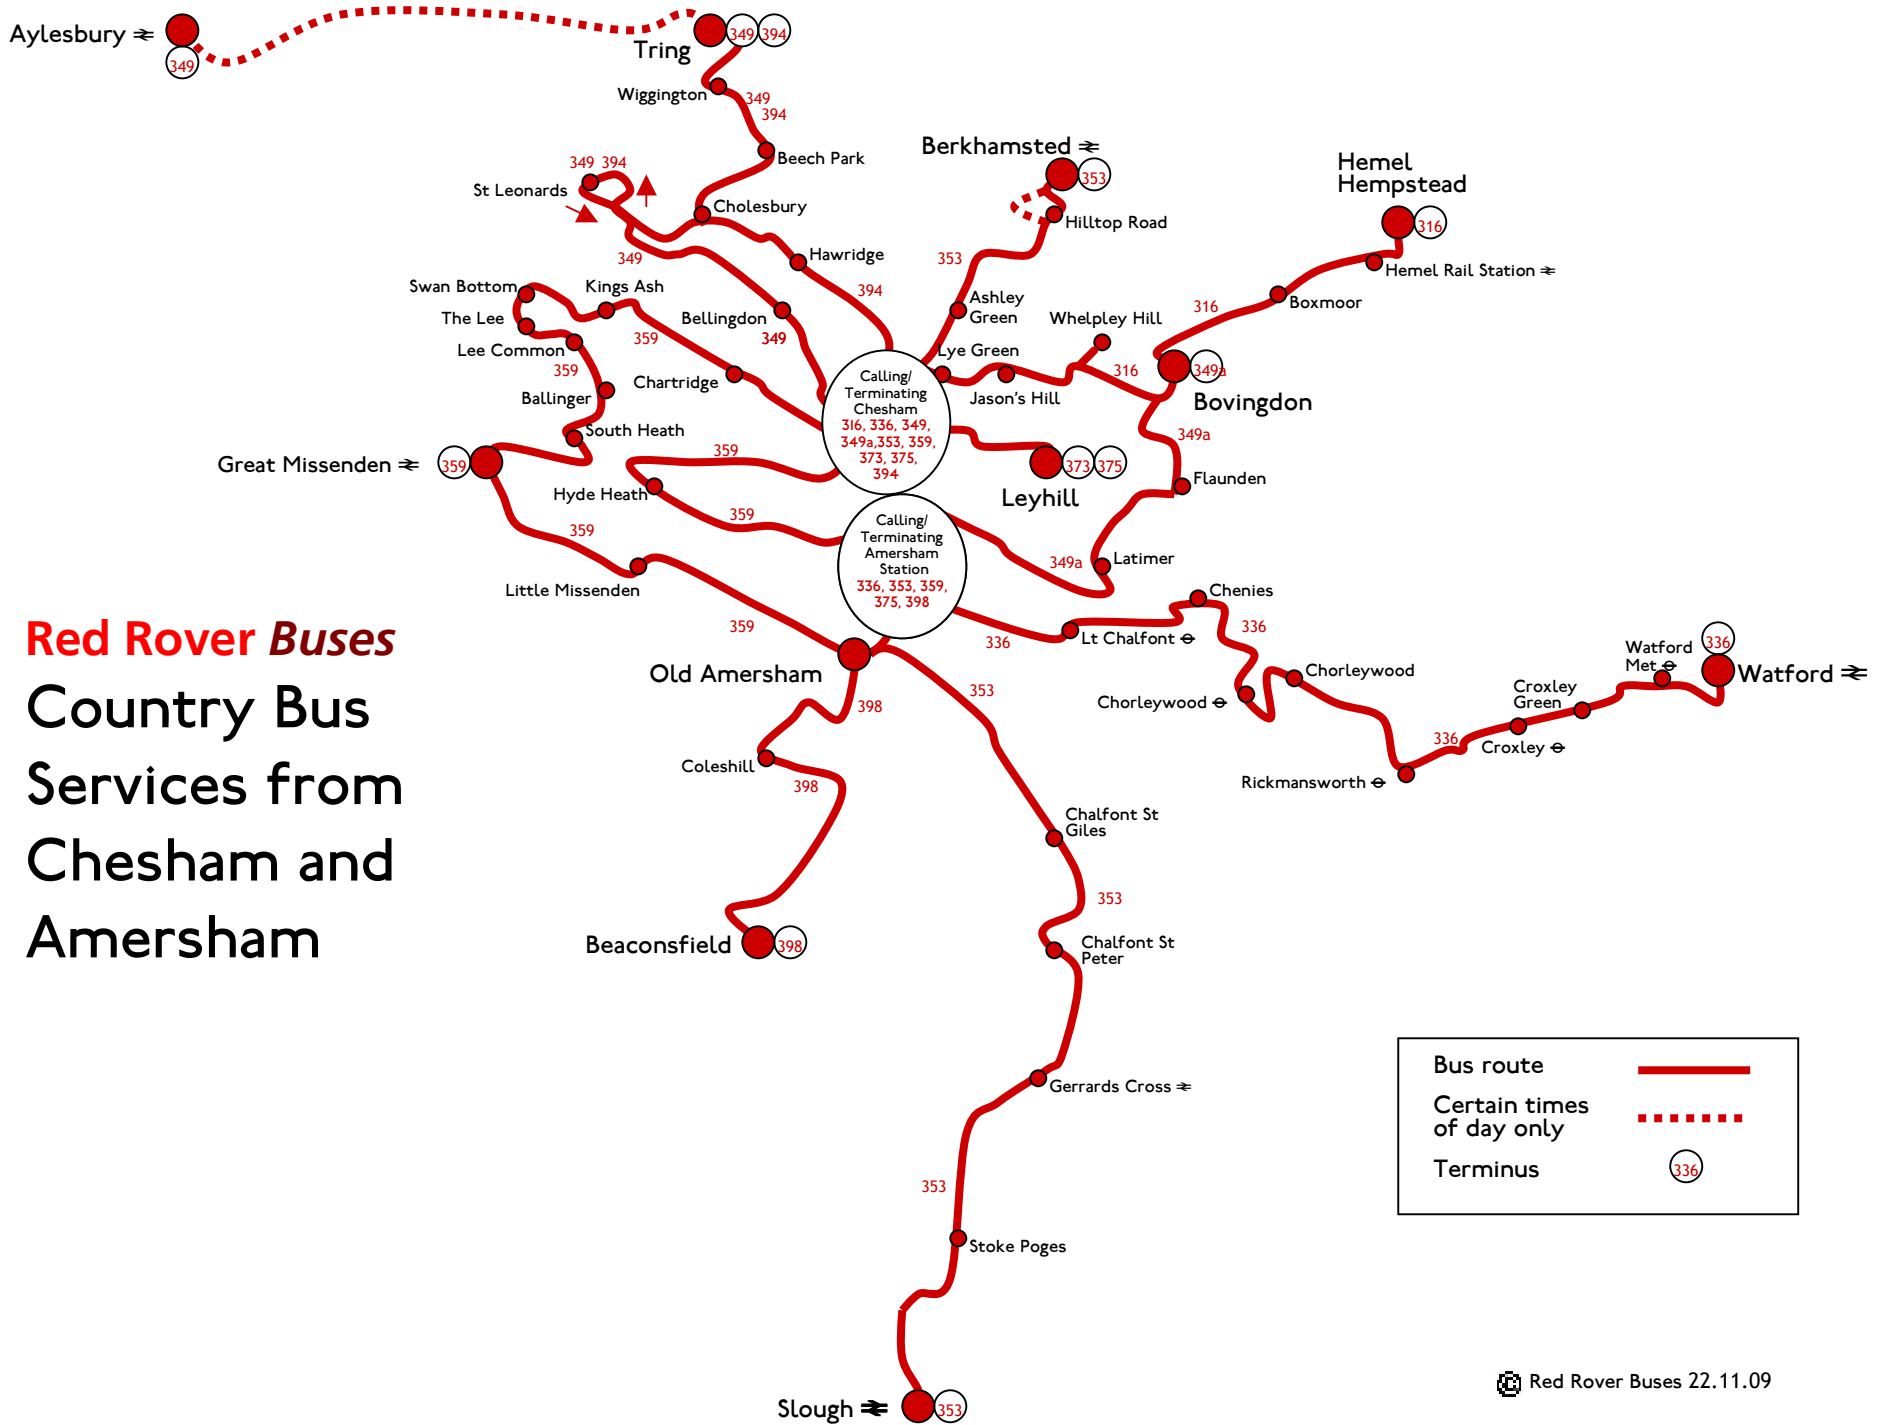 Aylesbury
349
Tring
349
394
Wiggington
349
394
Beech Park
349 394
St Leonards
Cholesbury
349
Hawridge
394
Berkhamsted
353
Hilltop Road
353
Ashley
Green
Hemel
Hempstead
316
Hemel Rail Station
Boxmoor
316
Swan Bottom
Kings Ash
The Lee
359
Lee Common
359
Bellingdon
349
Chartridge
Ballinger
South Heath
Great Missenden
359
Whelpley Hill
Lye Green
316
Jason's Hill
349a
Bovingdon
349a
Flaunden
Calling/
Terminating
Chesham
316, 336, 349,
349a,353, 359,
373, 375,
394
359
Hyde Heath
359
373
375
Leyhill
Calling/
Terminating
Amersham
Station
336, 353, 359,
375, 398
349a
Latimer
359
Little Missenden
359
Old Amersham
336
Lt Chalfont
Chenies
336
Chorleywood
Chorleywood
Rickmansworth
336
Croxley
Croxley
Green
Watford
Met
336
Watford
Red Rover Buses
Country Bus
Services from
Chesham and
Amersham
398
Coleshill
398
Beaconsfield
398
353
Chalfont St
Giles
353
Chalfont St
Peter
Gerrards Cross
353
Stoke Poges
Slough
353
Bus route
Certain times
of day only
Terminus
336
© Red Rover Buses 22.11.09